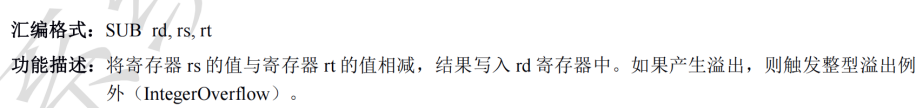 汇编格式：SUB rd, rs, rt
功能描述：将寄存器 rs 的值与寄存器 rt 的值相减，结果写入 rd 寄存器中。如果产生溢出，则触发整型溢出例
外（IntegerOverflow）。